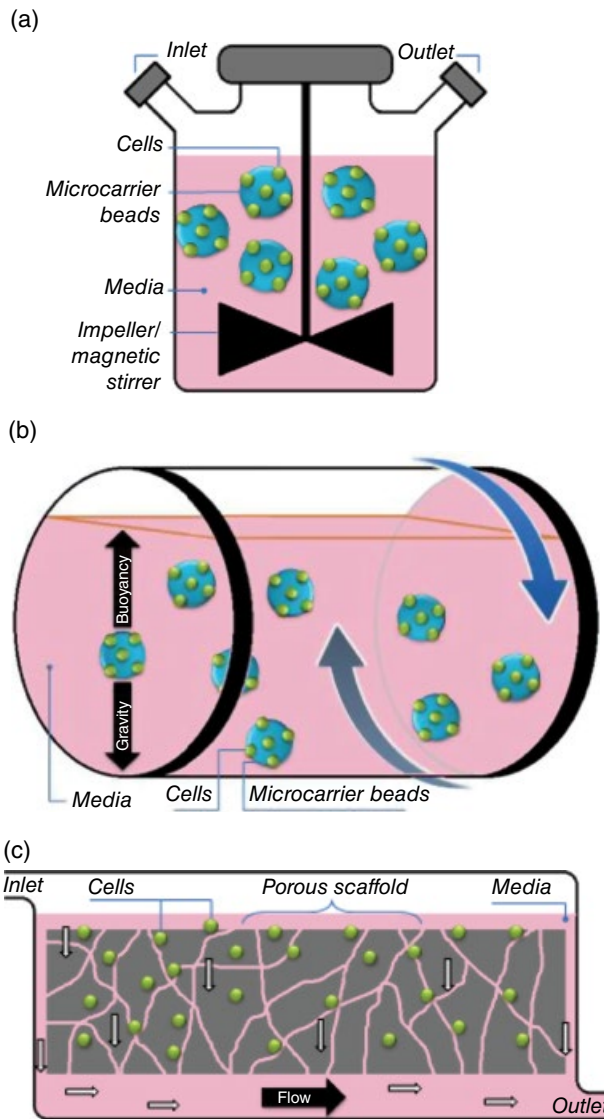 (a)
Inlet
Outlet
Cells
Microcarrier
beads
Media
Impeller/
magnetic
stirrer
(b)
Buoyancy
Gravity
Media
Cells
Microcarrier beads
(c)
Inlet
Cells
Porous scaffold
Media
Flow
Outlet